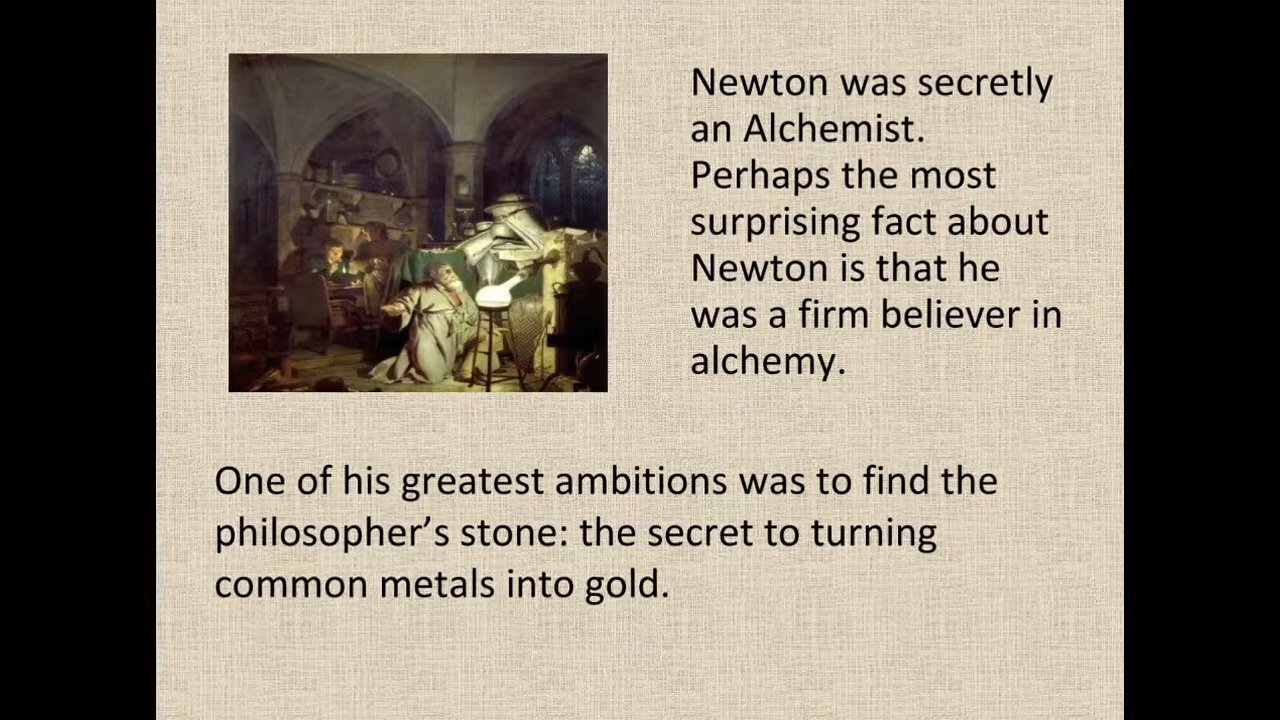 Newton was secretly
an Alchemist.
Perhaps the most
surprising fact about
Newton is that he
was a firm believer in
alchemy.
One of his greatest ambitions was to find the
philosopher’s stone: the secret to turning
common metals into gold.